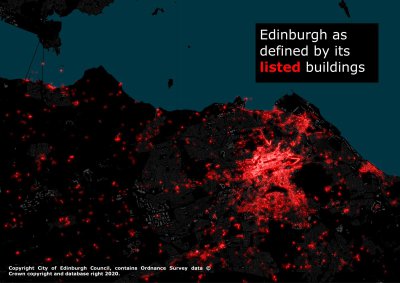 Edinburgh as
defined by its
listed buildings
Copyright City of Edinburgh Council, contains Ordnance Survey data ©
Crown copyright and database right 2020.